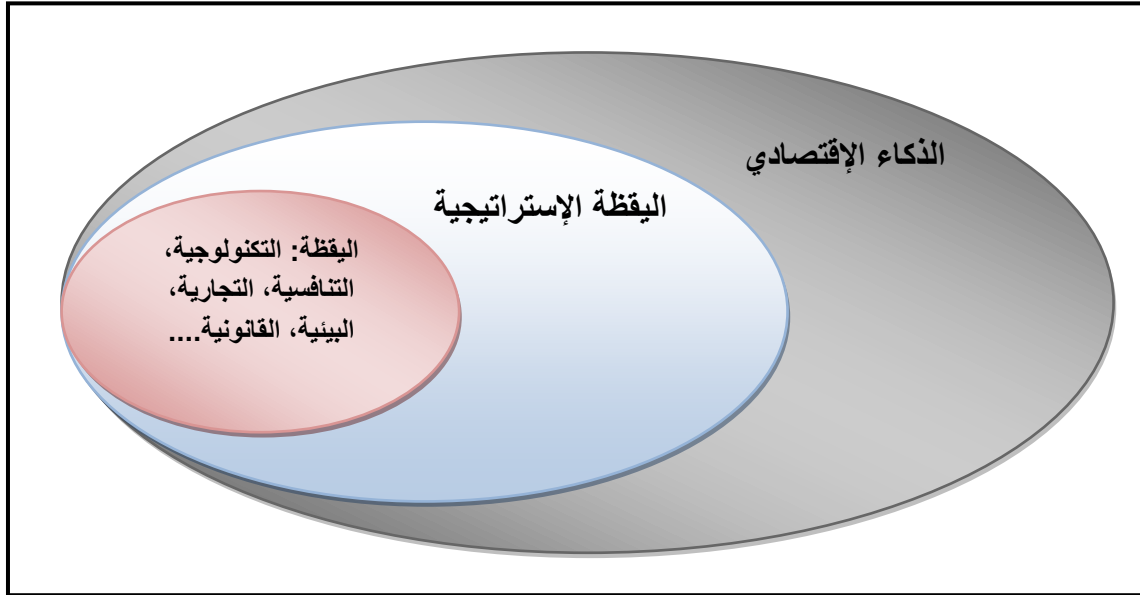 الذكاء الإقتصادي
اليقظة الإستراتيجية
اليقظة: التكنولوجية،
التنافسية، التجارية،
البيئية، القانونية....